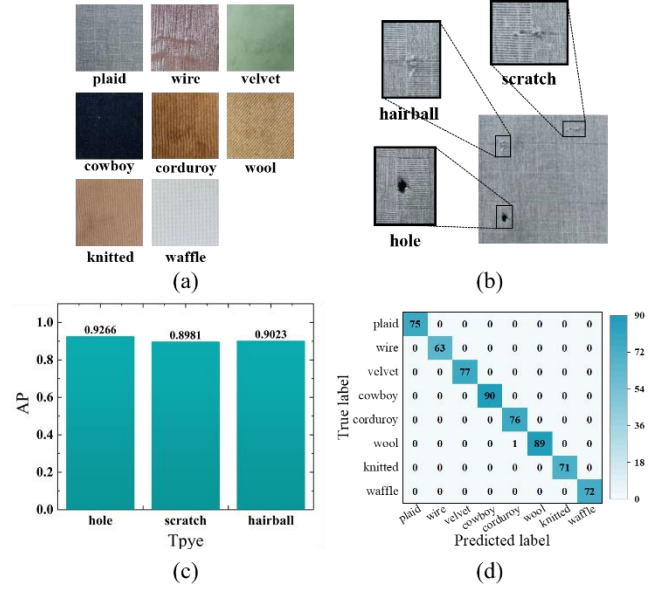 plaid wire velvet
cowboy corduroy wool
knitted waffle
(a)
hairball
scratch
hole
(b)
AP
1.0
0.8
0.6
0.4
0.2
0.0
0.9266 0.8981 0.9023
hole scratch hairball
Tpye
(c)
True label
plaid 75 0 0 0 0 0 0 0
wire 0 63 0 0 0 0 0 0
velvet 0 0 77 0 0 0 0 0
cowboy 0 0 0 90 0 0 0 0
corduroy 0 0 0 0 76 0 0 0
wool 0 0 0 0 1 89 0 0
knitted 0 0 0 0 0 0 71 0
waffle 0 0 0 0 0 0 0 72
plaid wire velvet cowboy corduroy wool knitted waffle
Predicted label
90
72
54
36
18
0
(d)